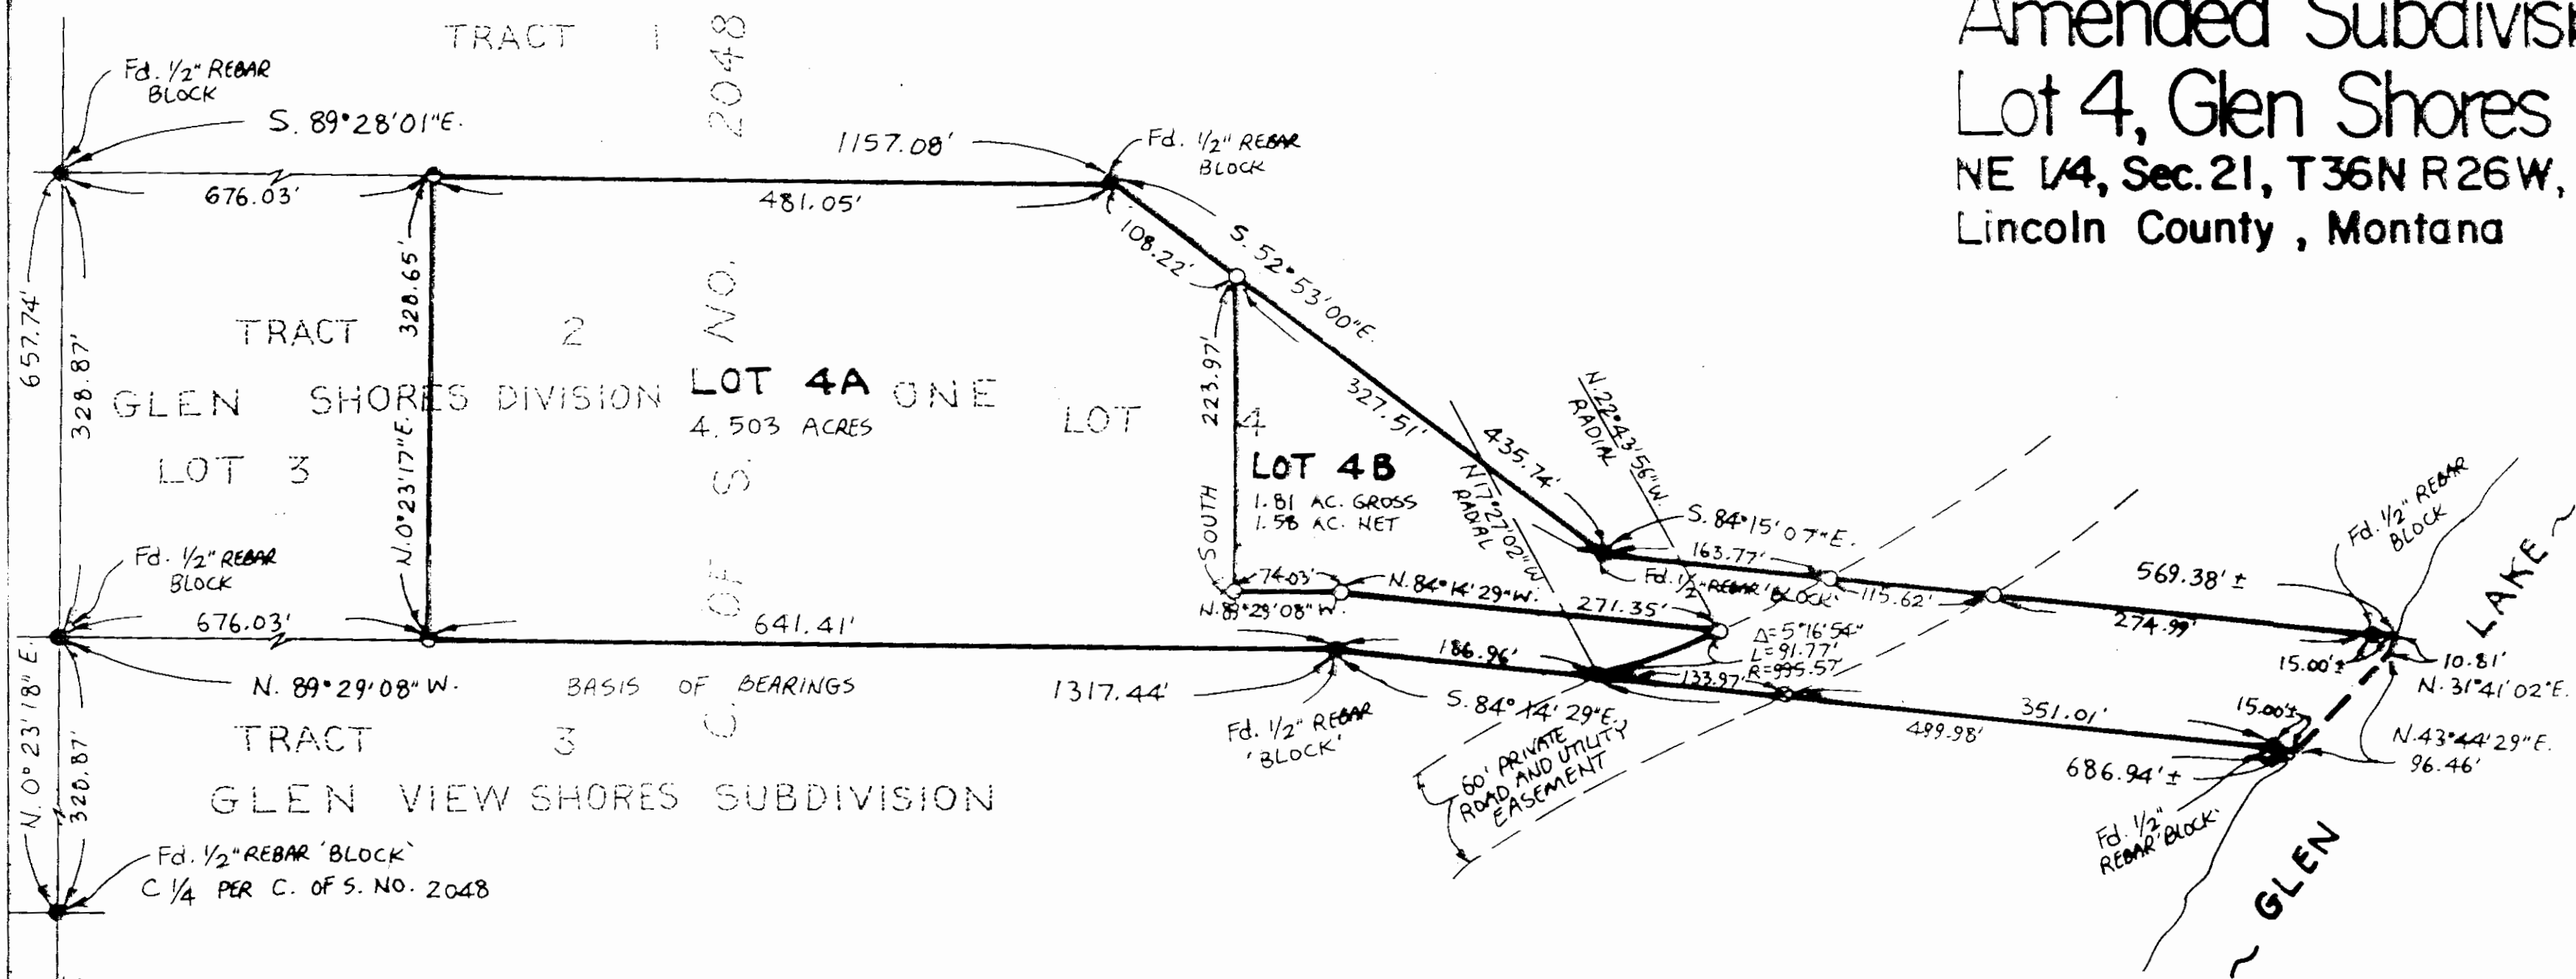 Amended Subdivis
Lot 4, Glen Shores
NE 1/4, Sec. 21, T36N R26W,
Lincoln County, Montana
TRACT 1
2048
Fd. 1/2" REBAR
BLOCK
S. 89°28'01"E.
1157.08'
Fd. 1/2" REBAR
BLOCK
676.03'
481.05'
108.22'
S. 52°53'00"E.
657.74'
328.87'
328.65'
N. 0°23'17"E.
TRACT 2
NO.
GLEN SHORES DIVISION ONE
LOT 4A
4.503 ACRES
LOT 4
LOT 3
S.
OF
C.
223.97'
SOUTH
327.51'
435.74'
LOT 4B
1.81 AC. GROSS
1.58 AC. NET
N.17°27'02"W
RADIAL
N.22°43'56"W.
RADIAL
S. 84°15'07"E.
163.77'
Fd. 1/2" REBAR 'BLOCK'
115.62'
569.38' ±
274.99'
Fd. 1/2" REBAR
BLOCK
~ GLEN LAKE ~
15.00'±
10.81'
N. 31°41'02"E.
Fd. 1/2" REBAR
BLOCK
676.03'
641.41'
74.03'
N. 89°29'08" W.
N. 84°14'29" W.
271.35'
Δ=5°16'54"
L=91.77'
R=995.57'
186.96'
133.97'
N. 89°29'08" W.
BASIS OF BEARINGS
1317.44'
S. 84°14'29"E.
Fd. 1/2" REBAR
'BLOCK'
60' PRIVATE
ROAD AND UTILITY
EASEMENT
351.01'
499.98'
15.00'±
686.94' ±
N.43°44'29"E.
96.46'
Fd. 1/2"
REBAR 'BLOCK'
N. 0°23'18" E.
328.87'
TRACT 3
GLEN VIEW SHORES SUBDIVISION
Fd. 1/2" REBAR 'BLOCK'
C 1/4 PER C. OF S. NO. 2048